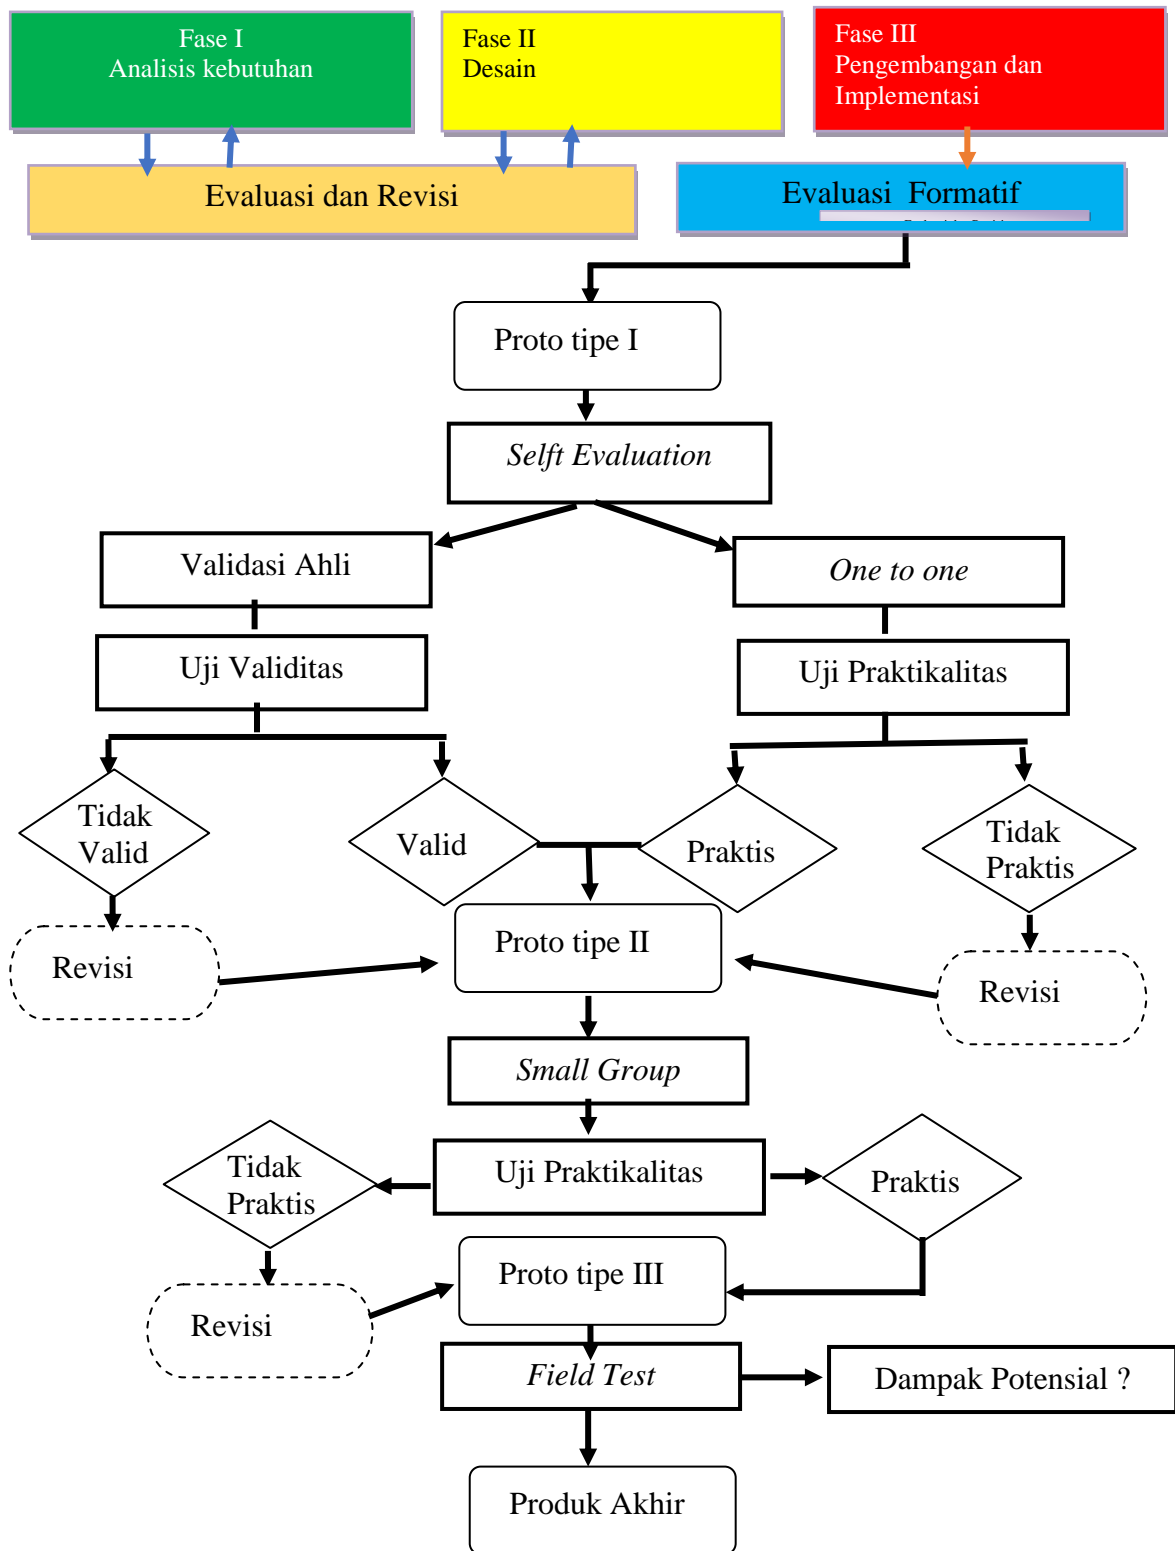 Fase I
Analisis kebutuhan
Fase II
Desain
Fase III
Pengembangan dan
Implementasi
Evaluasi dan Revisi
Evaluasi Formatif
Proto tipe I
Selft Evaluation
Validasi Ahli
One to one
Uji Validitas
Uji Praktikalitas
Tidak
Valid
Valid
Praktis
Tidak
Praktis
Revisi
Proto tipe II
Revisi
Small Group
Tidak
Praktis
Uji Praktikalitas
Praktis
Proto tipe III
Revisi
Field Test
Dampak Potensial ?
Produk Akhir